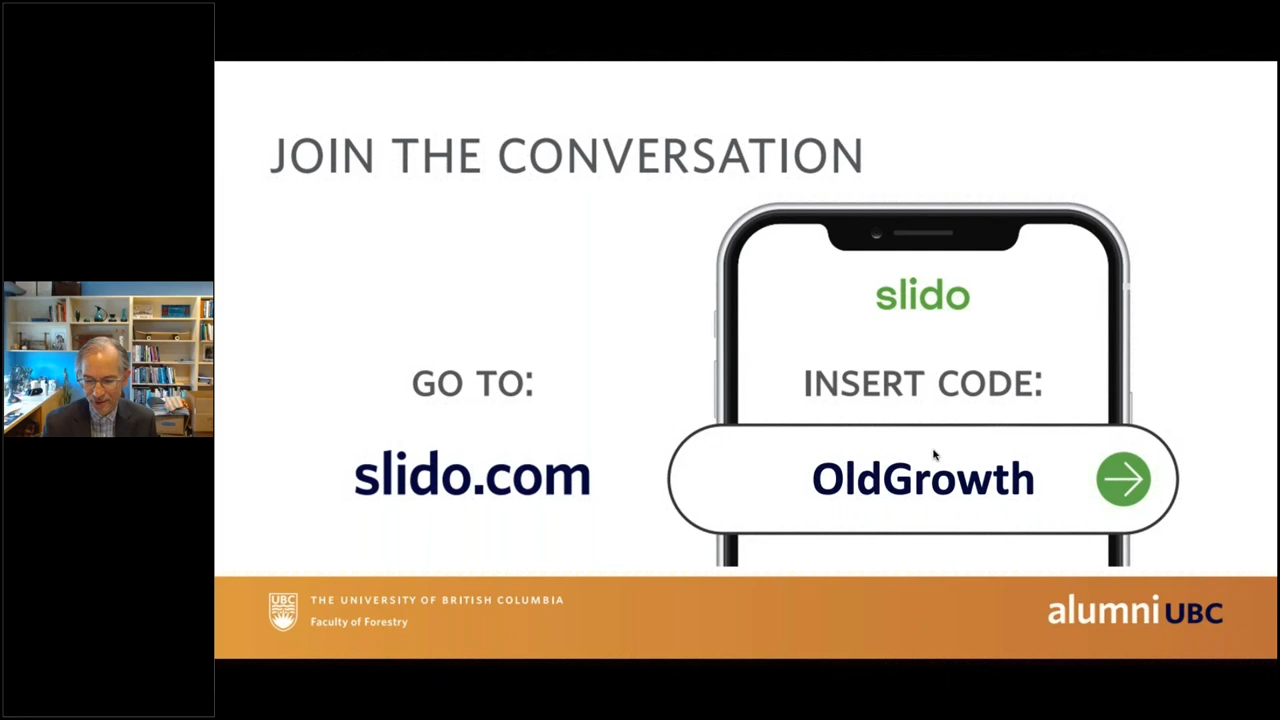 JOIN THE CONVERSATION
slido
GO TO:
INSERT CODE:
slido.com
OldGrowth
UBC
THE UNIVERSITY OF BRITISH COLUMBIA
Faculty of Forestry
alumni UBC